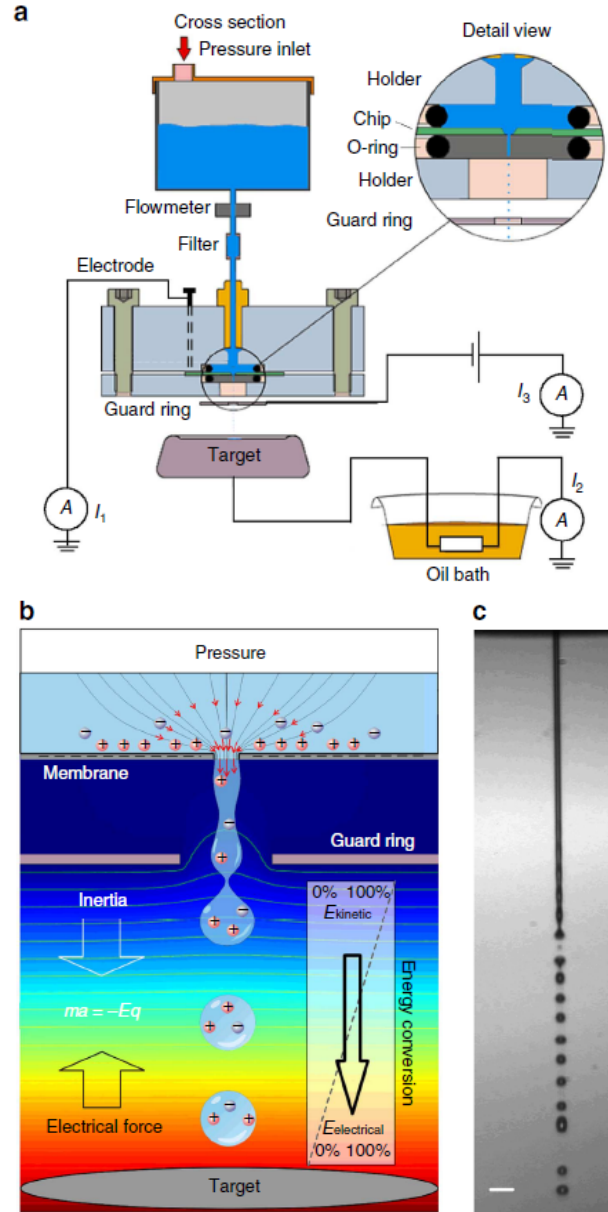 a
Cross section
Pressure inlet
Detail view
Holder
Chip
O-ring
Holder
Guard ring
Flowmeter
Filter
Electrode
Guard ring
Target
A
I1
A
I3
A
I2
Oil bath
b
c
Pressure
Membrane
Guard ring
Inertia
ma = –Eq
Electrical force
0% 100%
Ekinetic
Energy conversion
Eelectrical
0% 100%
Target